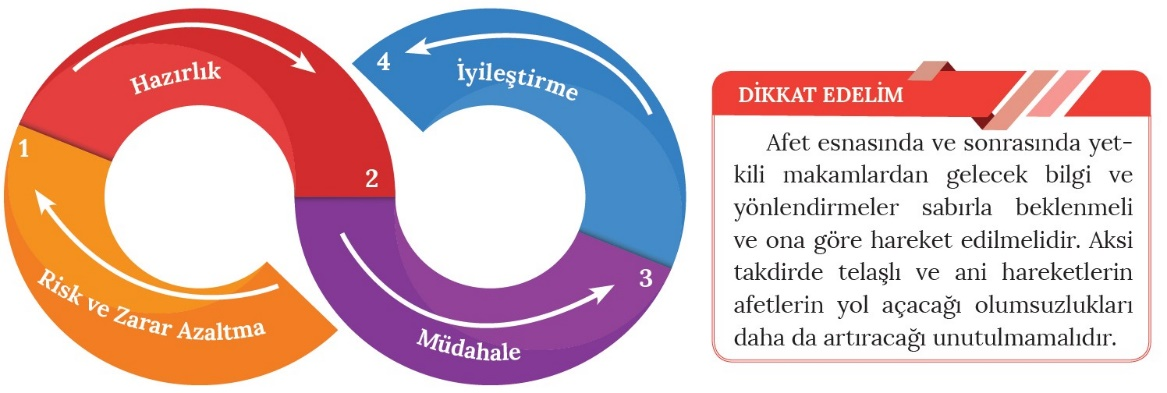 1
Risk ve Zarar Azaltma
Hazırlık
2
Müdahale
3
İyileştirme
4
DİKKAT EDELİM
Afet esnasında ve sonrasında yet-
kili makamlardan gelecek bilgi ve
yönlendirmeler sabırla beklenmeli
ve ona göre hareket edilmelidir. Aksi
takdirde telaşlı ve ani hareketlerin
afetlerin yol açacağı olumsuzlukları
daha da artıracağı unutulmamalıdır.